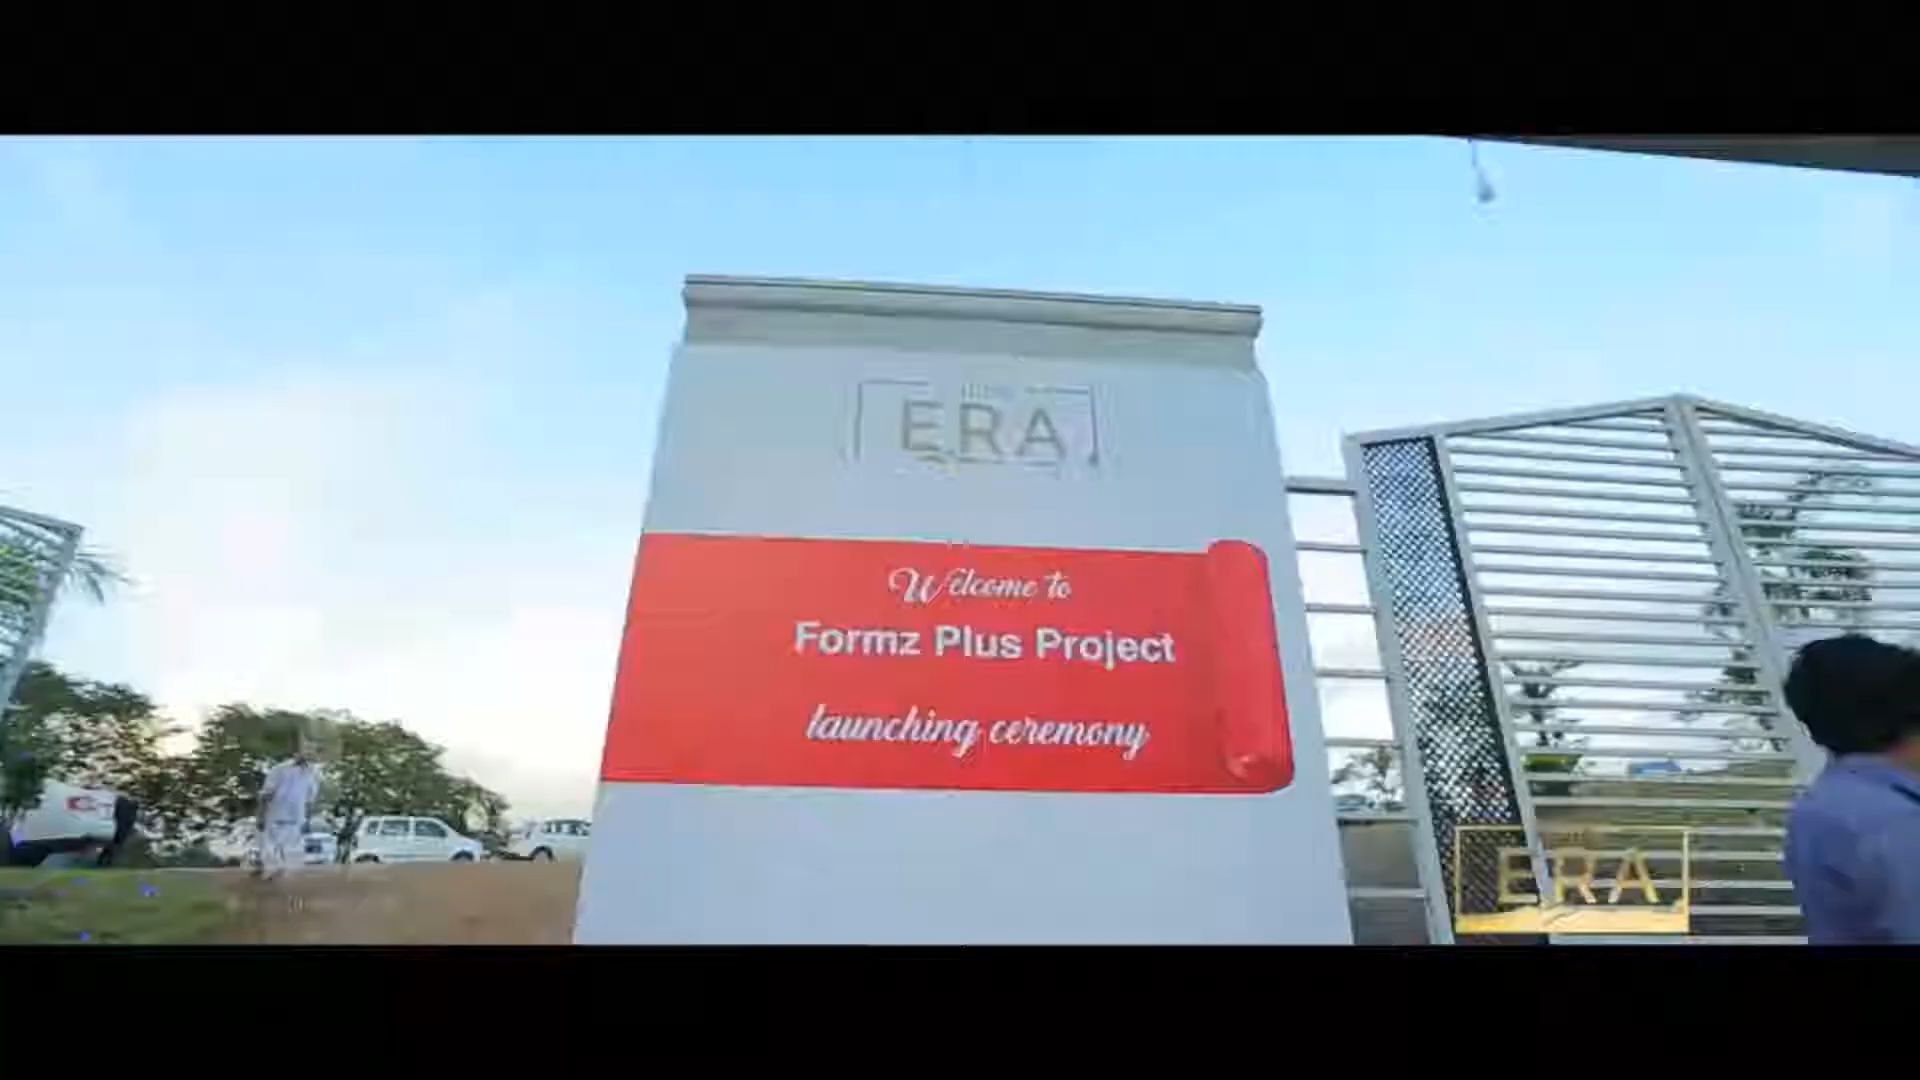 ERA
Welcome to
Formz Plus Project
launching ceremony
ERA